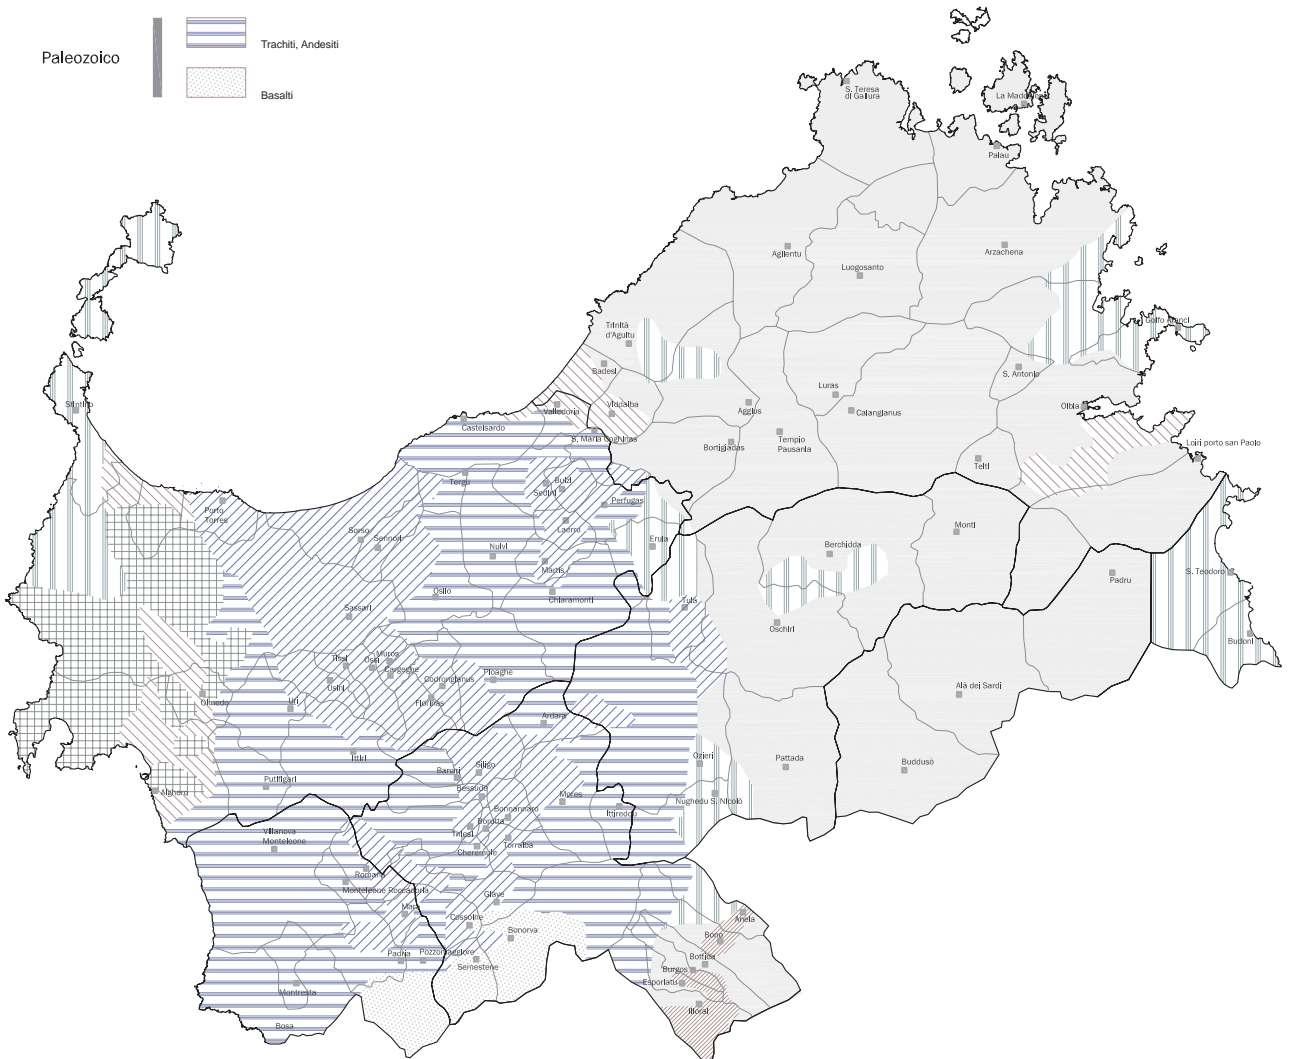 Trachiti, Andesiti
Paleozoico
Basalti
S. Teresa
di Gallura
La Maddalena
Palau
Arzachena
Aglientu
Luogosanto
Trinità
d'Agultu
Golfo Aranci
Badesi
S. Antonio
Stintino
Luras
Valledoria
Viddalba
Aggius
Calangianus
Olbia
Castelsardo
S. Maria Coghinas
Bortigiadas
Tempio
Pausania
Loiri porto san Paolo
Telti
Tergu
Sedini
Bulzi
Perfugas
Porto
Torres
Laerru
Sorso
Sennori
Erula
Monti
Nulvi
Berchidda
Martis
Padru
S. Teodoro
Osilo
Chiaramonti
Tula
Sassari
Oschiri
Budoni
Muros
Tissi
Ossi
Cargeghe
Usini
Codrongianus
Ploaghe
Olmedo
Uri
Florinas
Alà dei Sardi
Ardara
Ittiri
Ozieri
Pattada
Buddusò
Banari
Siligo
Putifigari
Alghero
Bessude
Mores
Nughedu S. Nicolò
Ittireddu
Bonnannaro
Villanova
Monteleone
Thiesi
Borutta
Cheremule
Torralba
Romana
Monteleone Roccadoria
Mara
Giave
Cossoine
Anela
Bonorva
Bono
Padria
Pozzomaggiore
Semestene
Bottida
Burgos
Esporlatu
Montresta
Illorai
Bosa